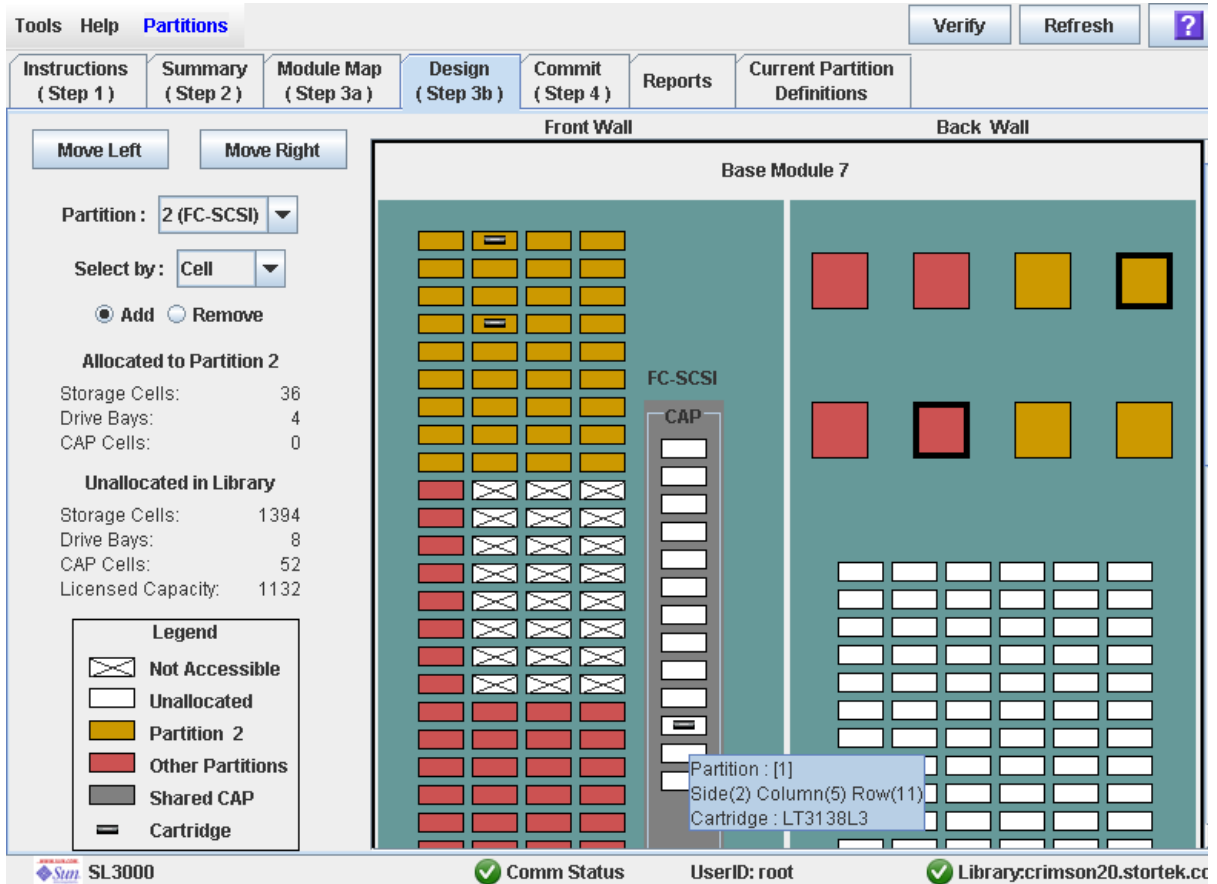 Tools Help Partitions
Verify Refresh ?
Instructions ( Step 1 )
Summary ( Step 2 )
Module Map ( Step 3a )
Design ( Step 3b )
Commit ( Step 4 )
Reports
Current Partition Definitions
Move Left Move Right
Partition : 2 (FC-SCSI)
Select by : Cell
Add Remove
Allocated to Partition 2
Storage Cells: 36
Drive Bays: 4
CAP Cells: 0
Unallocated in Library
Storage Cells: 1394
Drive Bays: 8
CAP Cells: 52
Licensed Capacity: 1132
Legend
Not Accessible
Unallocated
Partition 2
Other Partitions
Shared CAP
Cartridge
Front Wall Back Wall
Base Module 7
FC-SCSI
CAP
Partition : [1]
Side(2) Column(5) Row(11)
Cartridge : LT3138L3
Sun SL3000 Comm Status UserID: root Library:crimson20.stortek.co